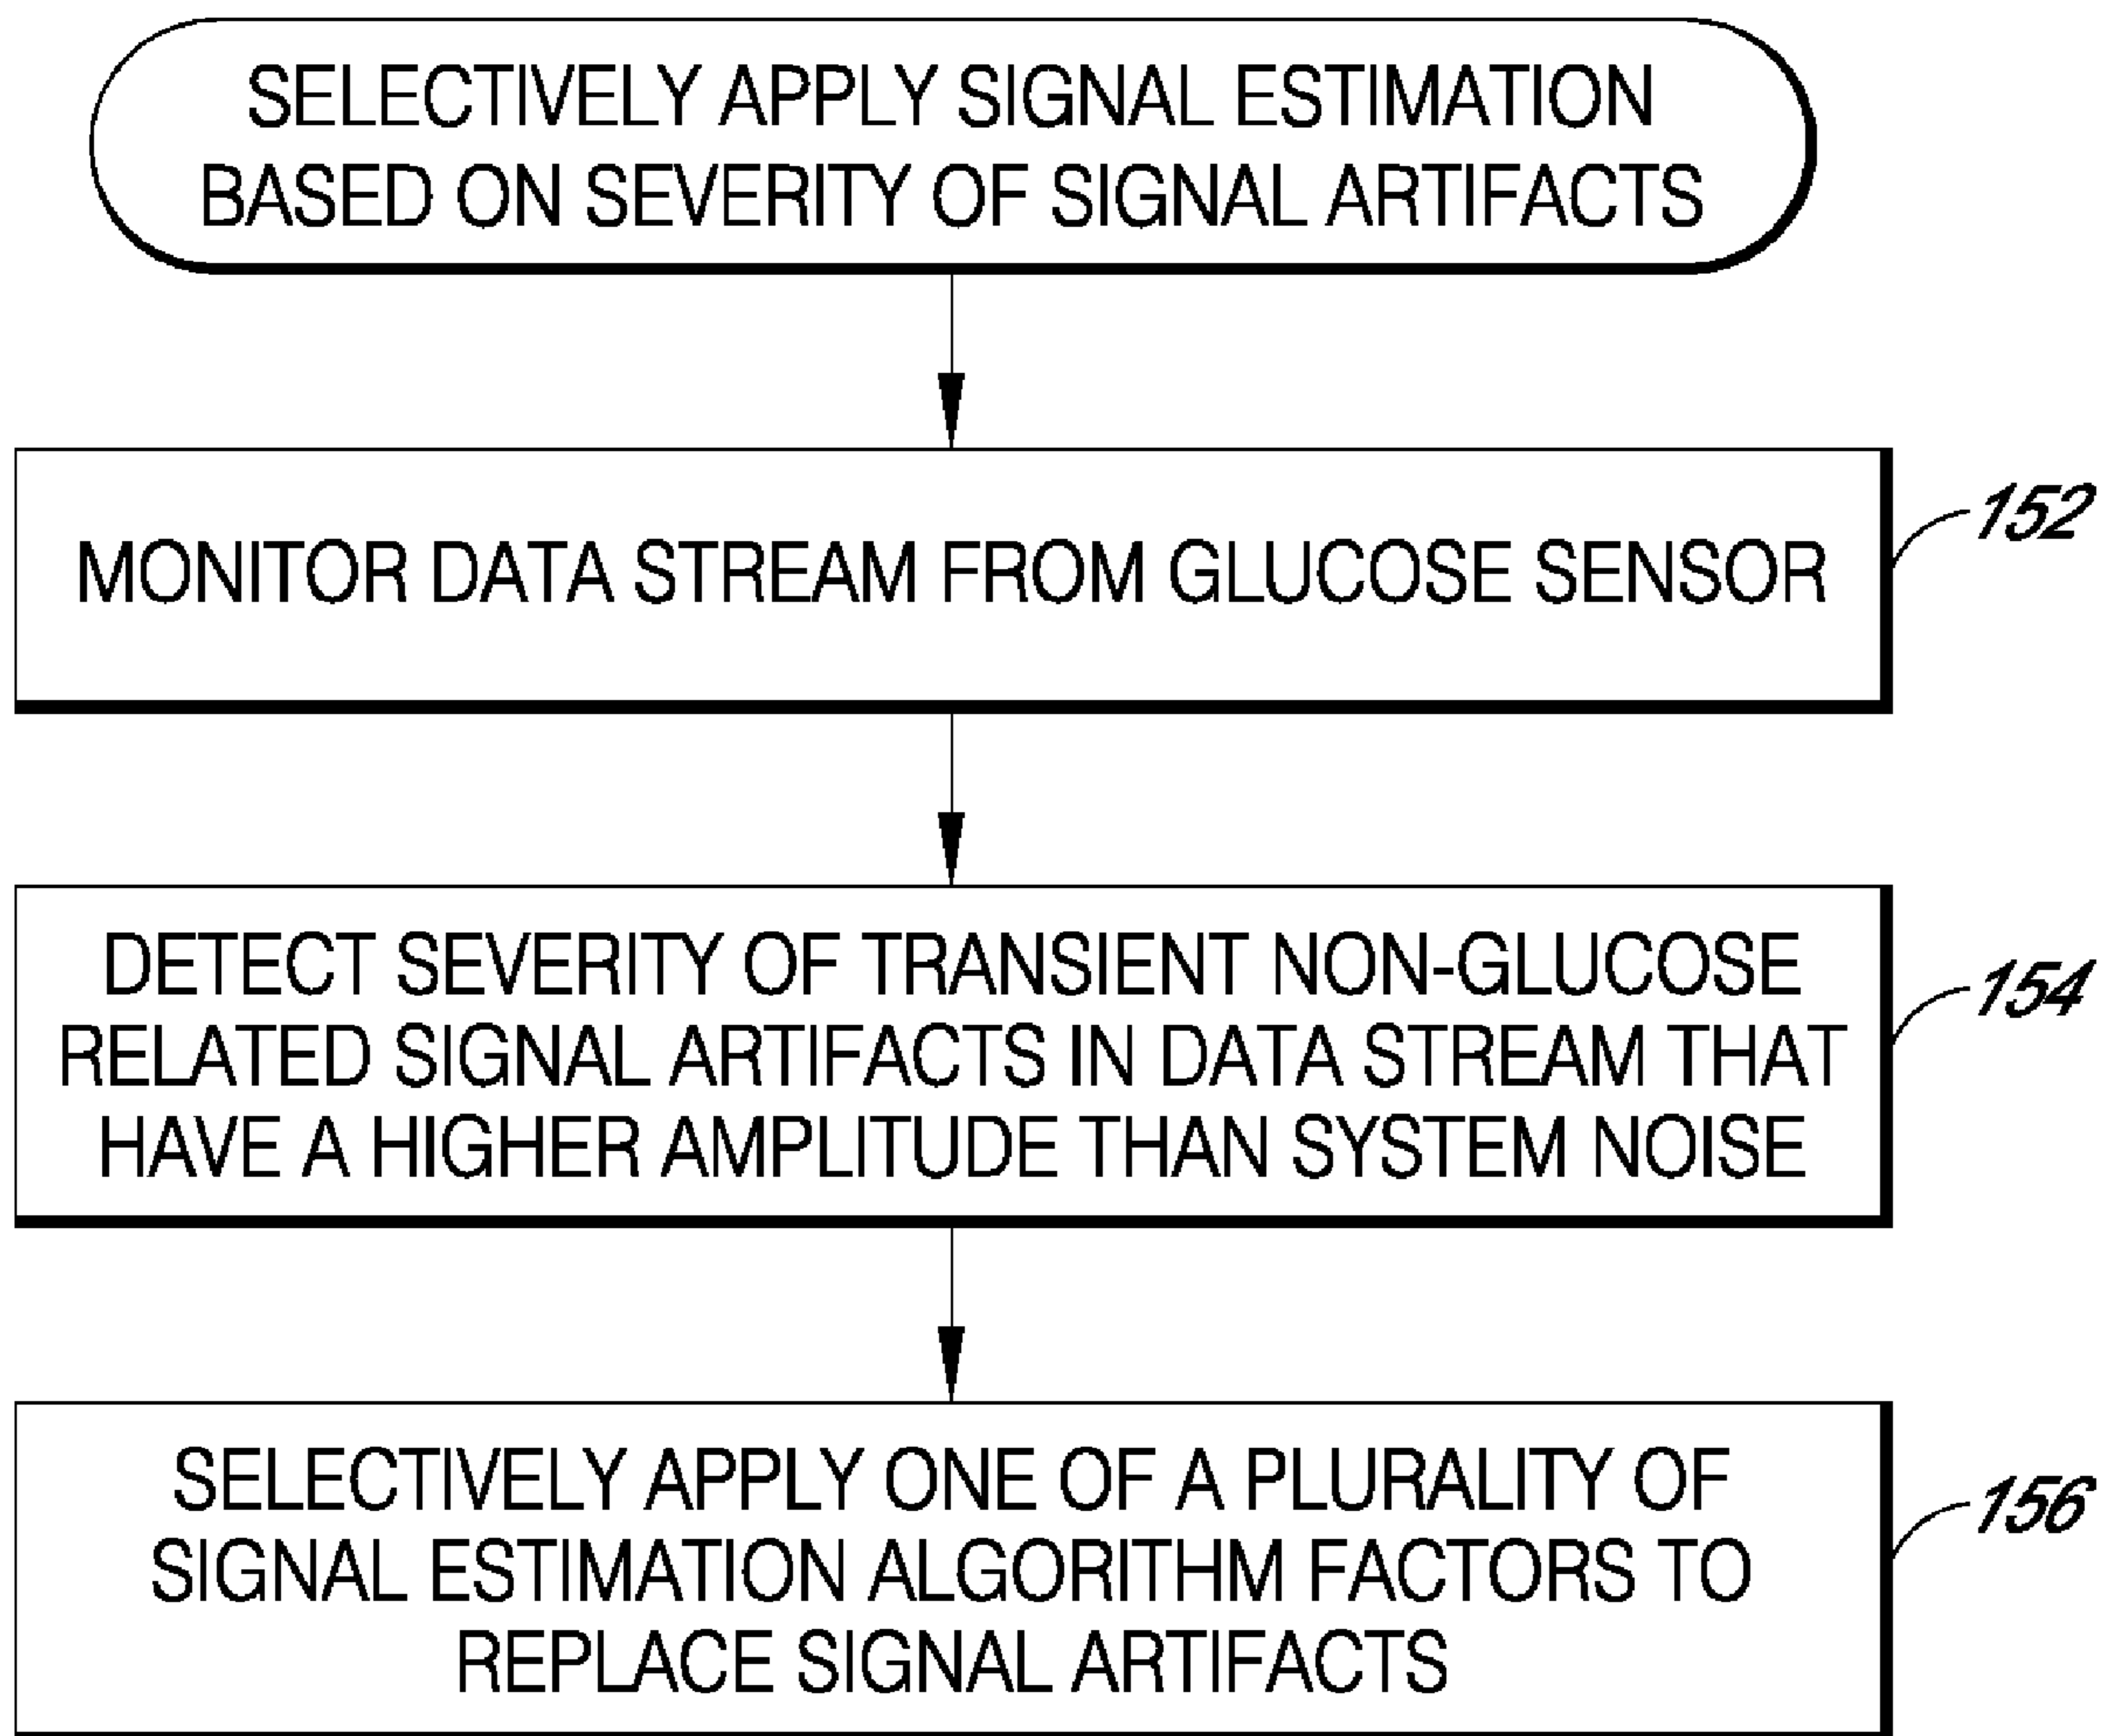 SELECTIVELY APPLY SIGNAL ESTIMATION
BASED ON SEVERITY OF SIGNAL ARTIFACTS
MONITOR DATA STREAM FROM GLUCOSE SENSOR
152
DETECT SEVERITY OF TRANSIENT NON-GLUCOSE
RELATED SIGNAL ARTIFACTS IN DATA STREAM THAT
HAVE A HIGHER AMPLITUDE THAN SYSTEM NOISE
154
SELECTIVELY APPLY ONE OF A PLURALITY OF
SIGNAL ESTIMATION ALGORITHM FACTORS TO
REPLACE SIGNAL ARTIFACTS
156